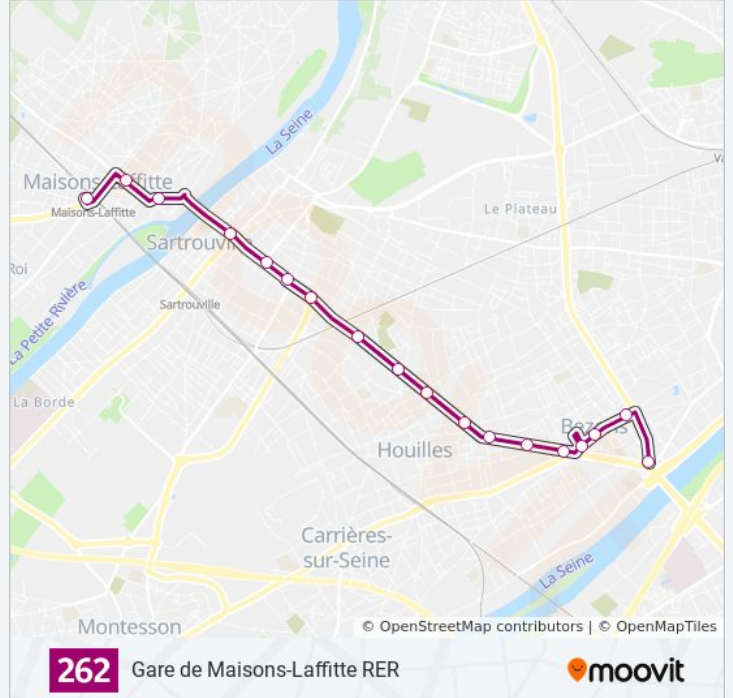 La Seine
Maisons-Laffitte
Maisons-Laffitte
Le Plateau
Sartrouville
Roi
La Petite Rivière
Sartrouville
La Borde
Bezons
Houilles
Carrières-
sur-Seine
La Seine
Montesson
© OpenStreetMap contributors | © OpenMapTiles
262 Gare de Maisons-Laffitte RER
moovit